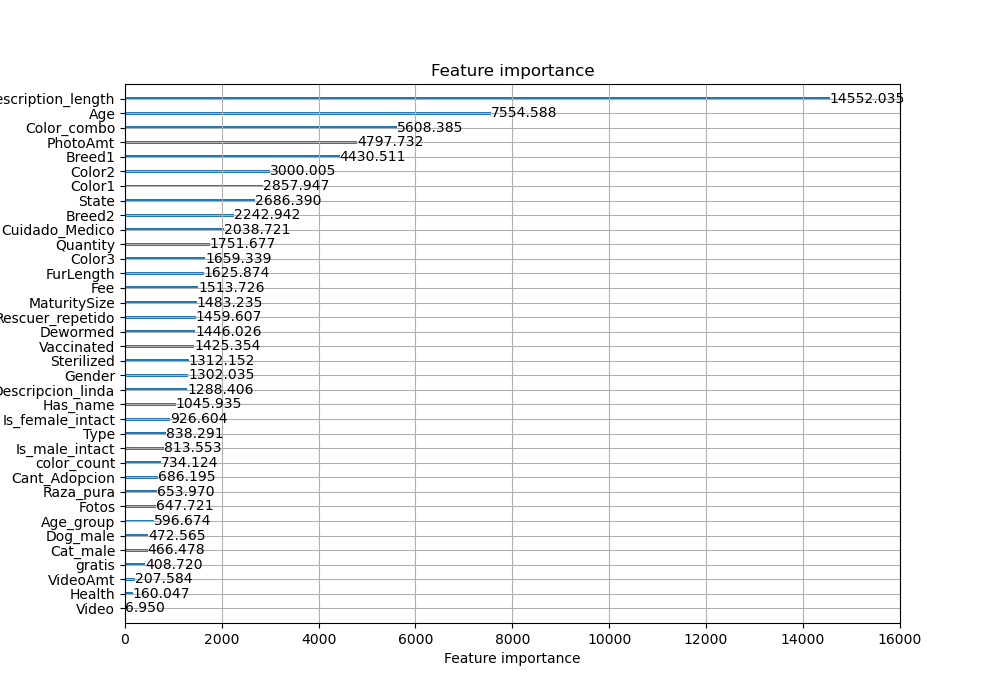 Feature importance
escription_length 14552.035
Age 7554.588
Color_combo 5608.385
PhotoAmt 4797.732
Breed1 4430.511
Color2 3000.005
Color1 2857.947
State 2686.390
Breed2 2242.942
Cuidado_Medico 2038.721
Quantity 1751.677
Color3 1659.339
FurLength 1625.874
Fee 1513.726
MaturitySize 1483.235
Rescuer_repetido 1459.607
Dewormed 1446.026
Vaccinated 1425.354
Sterilized 1312.152
Gender 1302.035
Descripcion_linda 1288.406
Has_name 1045.935
Is_female_intact 926.604
Type 838.291
Is_male_intact 813.553
color_count 734.124
Cant_Adopcion 686.195
Raza_pura 653.970
Fotos 647.721
Age_group 596.674
Dog_male 472.565
Cat_male 466.478
gratis 408.720
VideoAmt 207.584
Health 160.047
Video 6.950
0 2000 4000 6000 8000 10000 12000 14000 16000
Feature importance